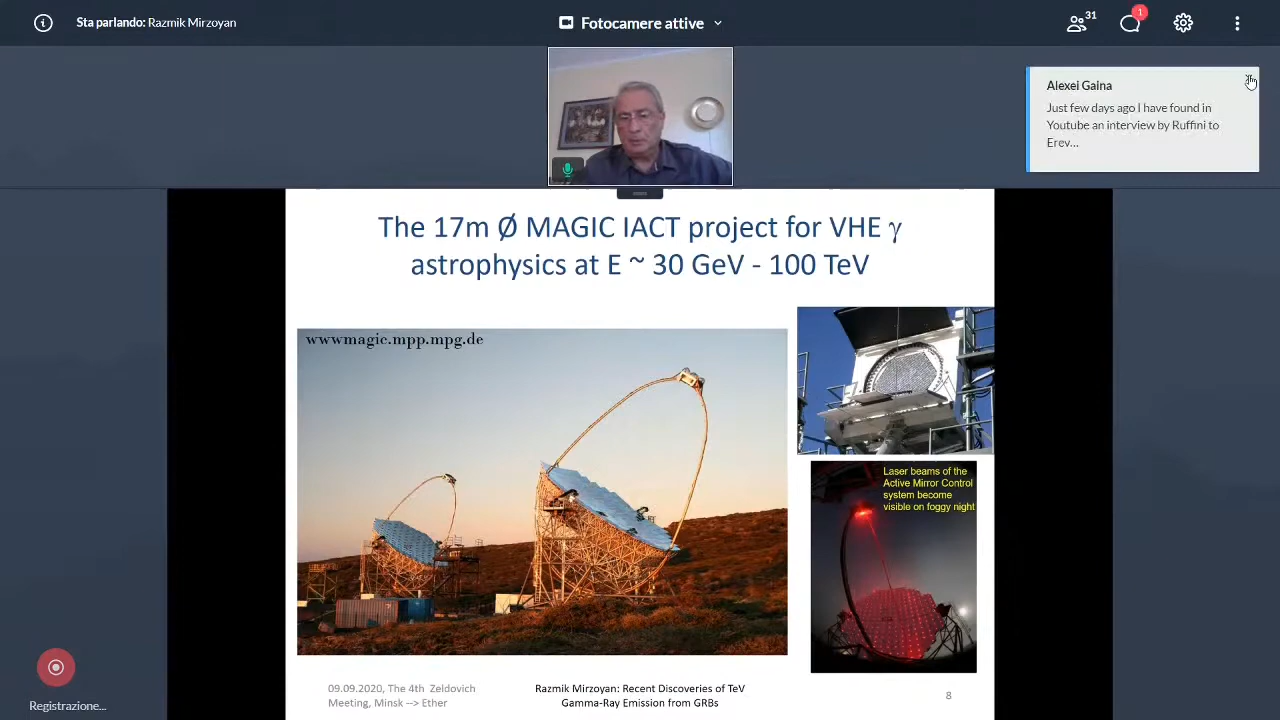 Sta parlando: Razmik Mirzoyan
Fotocamere attive
31
1
Alexei Gaina
Just few days ago I have found in
Youtube an interview by Ruffini to
Erev...
The 17m Ø MAGIC IACT project for VHE γ
astrophysics at E ~ 30 GeV - 100 TeV
wwwmagic.mpp.mpg.de
Laser beams of the
Active Mirror Control
system become
visible on foggy night
09.09.2020, The 4th Zeldovich
Meeting, Minsk --> Ether
Razmik Mirzoyan: Recent Discoveries of TeV
Gamma-Ray Emission from GRBs
8
Registrazione...